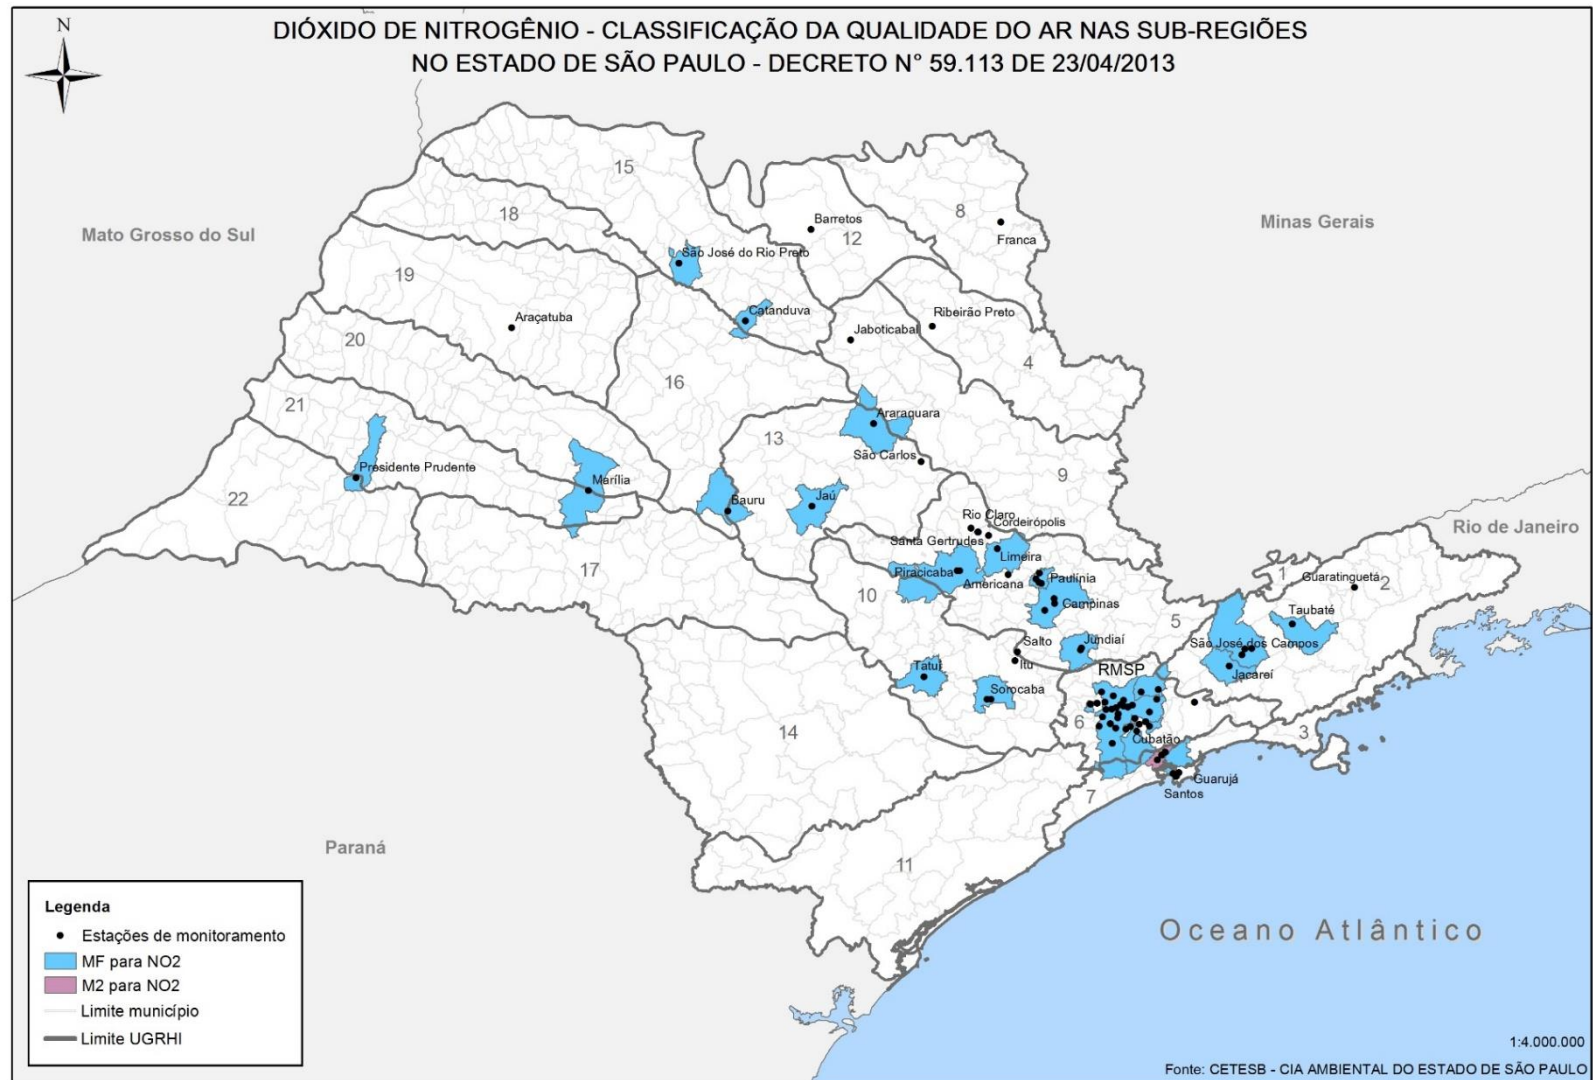 DIÓXIDO DE NITROGÊNIO - CLASSIFICAÇÃO DA QUALIDADE DO AR NAS SUB-REGIÕES
NO ESTADO DE SÃO PAULO - DECRETO N° 59.113 DE 23/04/2013
N
15
18
Barretos
8
Minas Gerais
Mato Grosso do Sul
12
Franca
São José do Rio Preto
19
Catanduva
Ribeirão Preto
Araçatuba
Jaboticabal
20
4
16
21
Araraquara
13
São Carlos
Presidente Prudente
Marília
9
22
Bauru
Jaú
Rio Claro
Cordeirópolis
Rio de Janeiro
Santa Gertrudes
Limeira
17
Piracicaba
1
Guaratinguetá
2
Americana
Paulínia
10
Campinas
Taubaté
5
Salto
Jundiaí
São José dos Campos
Itu
Tatuí
RMSP
Jacareí
Sorocaba
6
14
Cubatão
3
Guarujá
7
Santos
Paraná
11
Legenda
Estações de monitoramento
MF para NO2
M2 para NO2
Limite município
Limite UGRHI
Oceano Atlântico
1:4.000.000
Fonte: CETESB - CIA AMBIENTAL DO ESTADO DE SÃO PAULO